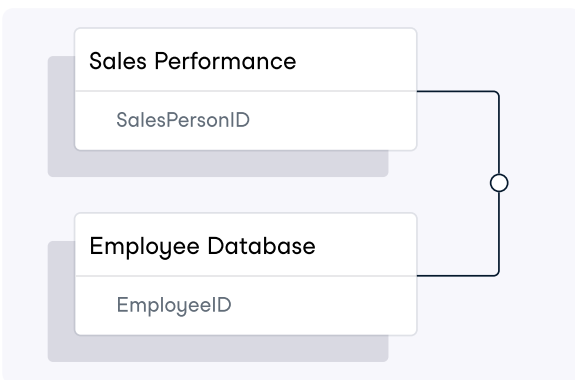 Sales Performance
SalesPersonID
Employee Database
EmployeeID